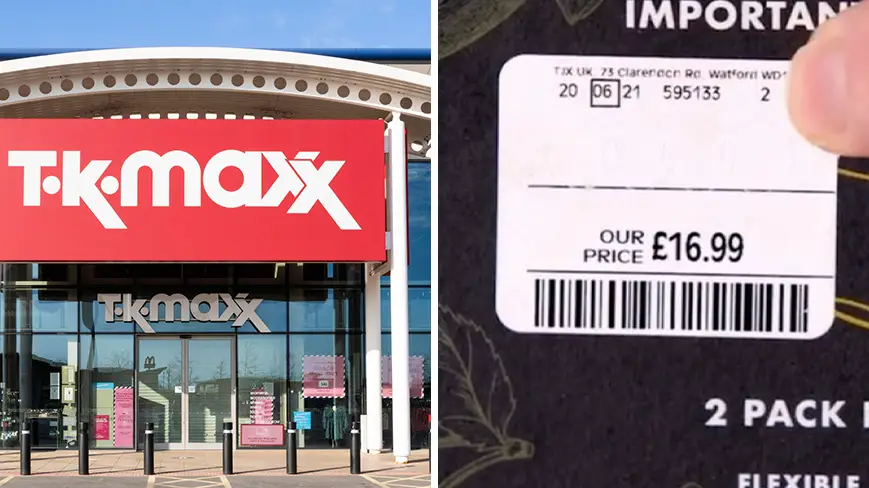 T·K·maxx
T·K·maxx
IMPORTAN
TJX UK, 73 Clarendon Rd, Watford WD1
20 06 21 595133 2
OUR
PRICE £16.99
2 PACK
FLEXIBLE